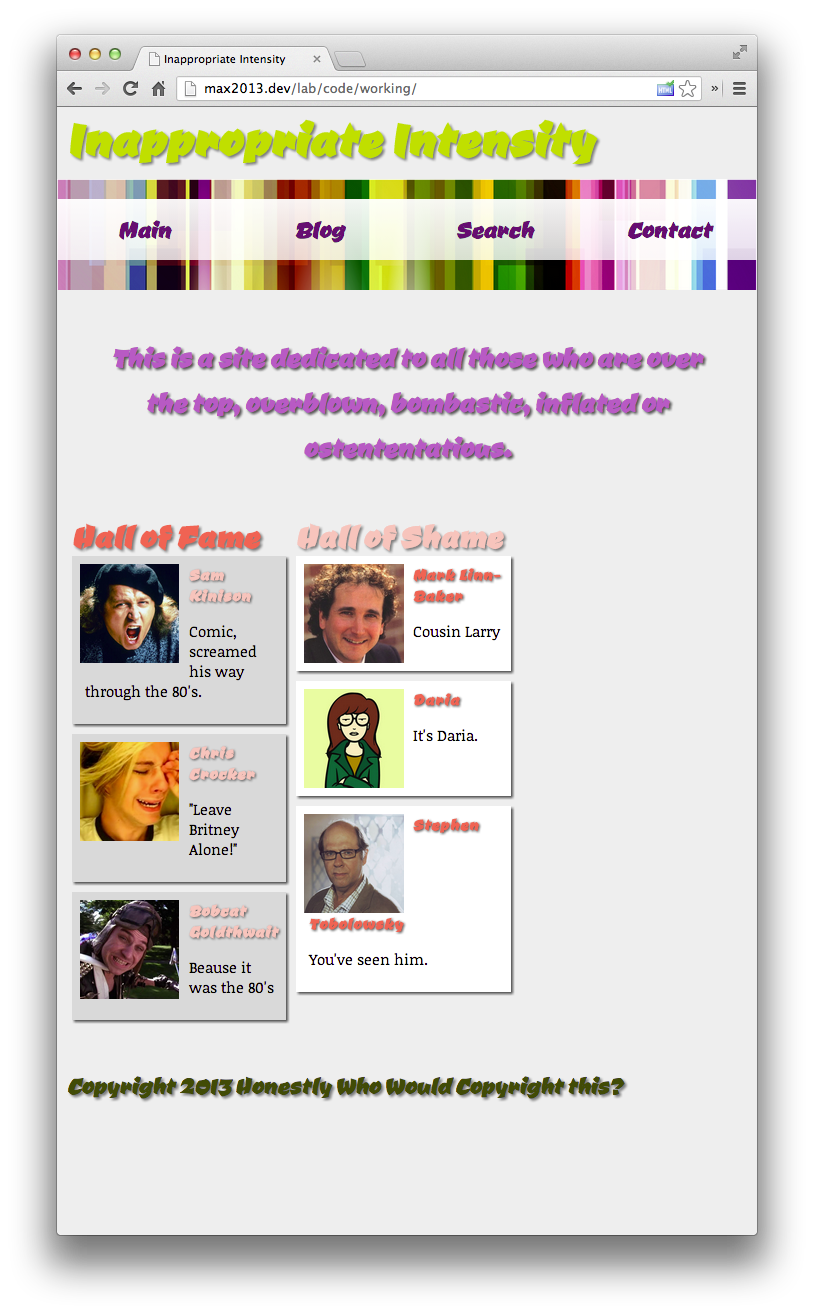 Inappropriate Intensity
max2013.dev/lab/code/working/
HTML
»
Inappropriate Intensity
Main Blog Search Contact
This is a site dedicated to all those who are over
the top, overblown, bombastic, inflated or
ostententatious.
Hall of Fame
Sam
Kinison
Comic,
screamed
his way
through the 80's.
Chris
Crocker
"Leave
Britney
Alone!"
Bobcat
Goldthwait
Beause it
was the 80's
Hall of Shame
Mark Linn-
Baker
Cousin Larry
Daria
It's Daria.
Stephen
Tobolowsky
You've seen him.
Copyright 2013 Honestly Who Would Copyright this?